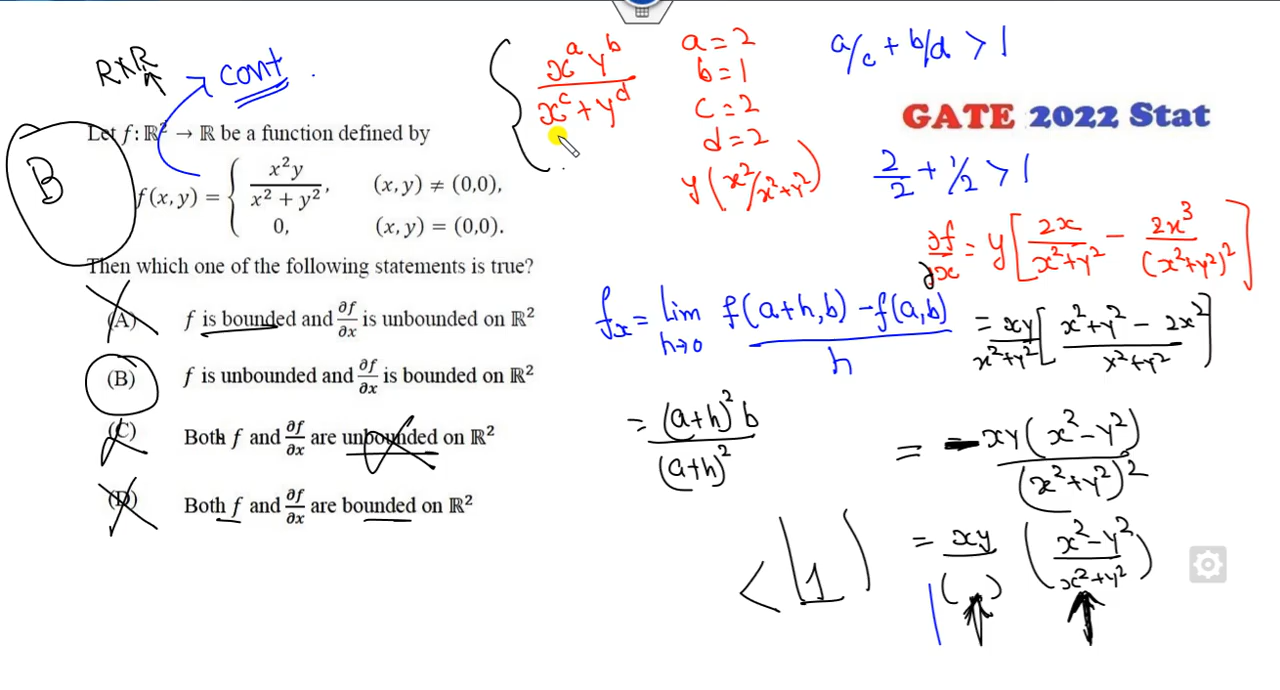 R×R
cont.
x^a y^b / x^c + y^d
a = 2
b = 1
c = 2
d = 2
y(x²/x²+y²)
a/c + b/d > 1
GATE 2022 Stat
2/2 + 1/2 > 1
B
Let f: ℝ² → ℝ be a function defined by
f(x, y) = { x²y / x² + y², (x, y) ≠ (0,0),
0, (x, y) = (0,0).
Then which one of the following statements is true?
(A) f is bounded and ∂f/∂x is unbounded on ℝ²
(B) f is unbounded and ∂f/∂x is bounded on ℝ²
(C) Both f and ∂f/∂x are unbounded on ℝ²
(D) Both f and ∂f/∂x are bounded on ℝ²
∂f/∂x = y[2x / x²+y² − 2x³ / (x²+y²)²]
f_x = lim h→0 f(a+h, b) − f(a, b) / h
= (a+h)² b / (a+h)²
= xy / x²+y² [x²+y² − 2x² / x²+y²]
= − xy(x²−y²) / (x²+y²)²
= xy / ( ) (x²−y² / x²+y²)
< 1